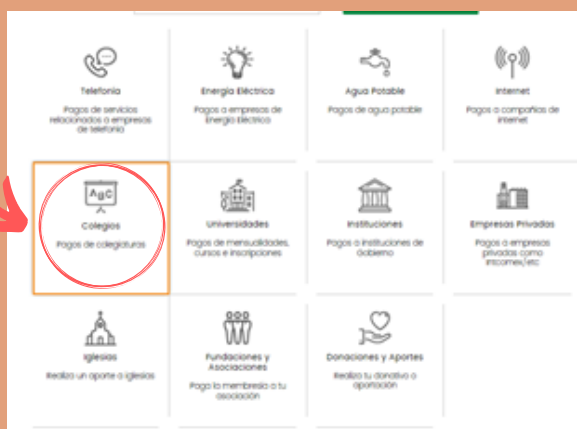 Telefonía
Pagos de servicios
relacionados a empresas
de telefonía
Energía Eléctrica
Pagos a empresas de
Energía Eléctrica
Agua Potable
Pagos de agua potable
Internet
Pagos a compañías de
internet
ABC
Colegios
Pagos de colegiaturas
Universidades
Pagos de mensualidades,
cursos e inscripciones
Instituciones
Pagos a instituciones de
Gobierno
Empresas Privadas
Pagos a empresas
privadas como
Intcomex/etc
Iglesias
Realiza un aporte a iglesias
Fundaciones y
Asociaciones
Paga la membresía a tu
asociación
Donaciones y Aportes
Realiza tu donativo o
aportación